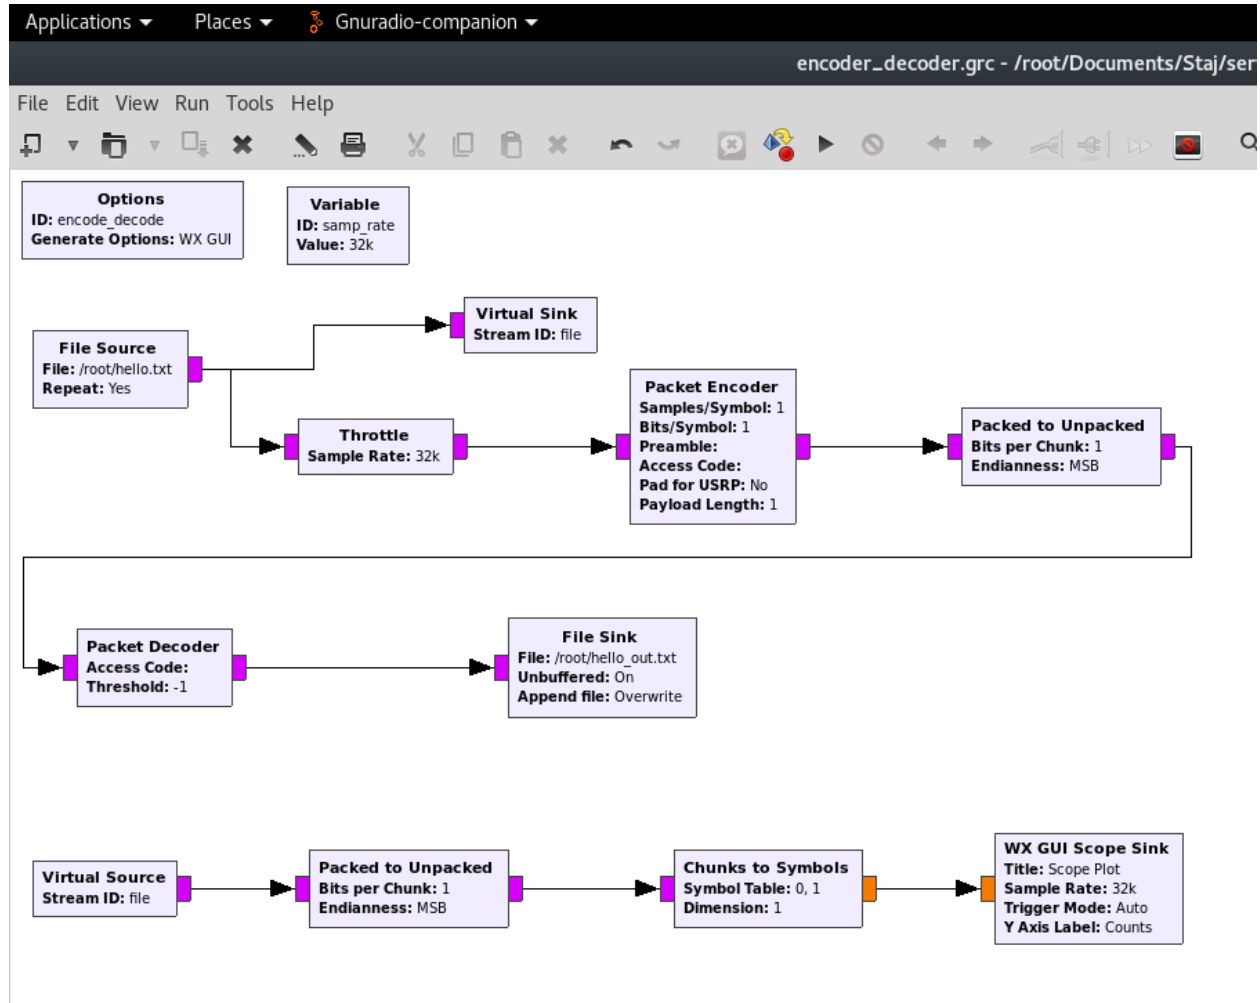 Applications Places Gnuradio-companion
encoder_decoder.grc - /root/Documents/Staj/ser
File Edit View Run Tools Help
Options
ID: encode_decode
Generate Options: WX GUI
Variable
ID: samp_rate
Value: 32k
File Source
File: /root/hello.txt
Repeat: Yes
Virtual Sink
Stream ID: file
Throttle
Sample Rate: 32k
Packet Encoder
Samples/Symbol: 1
Bits/Symbol: 1
Preamble:
Access Code:
Pad for USRP: No
Payload Length: 1
Packed to Unpacked
Bits per Chunk: 1
Endianness: MSB
Packet Decoder
Access Code:
Threshold: -1
File Sink
File: /root/hello_out.txt
Unbuffered: On
Append file: Overwrite
Virtual Source
Stream ID: file
Packed to Unpacked
Bits per Chunk: 1
Endianness: MSB
Chunks to Symbols
Symbol Table: 0, 1
Dimension: 1
WX GUI Scope Sink
Title: Scope Plot
Sample Rate: 32k
Trigger Mode: Auto
Y Axis Label: Counts